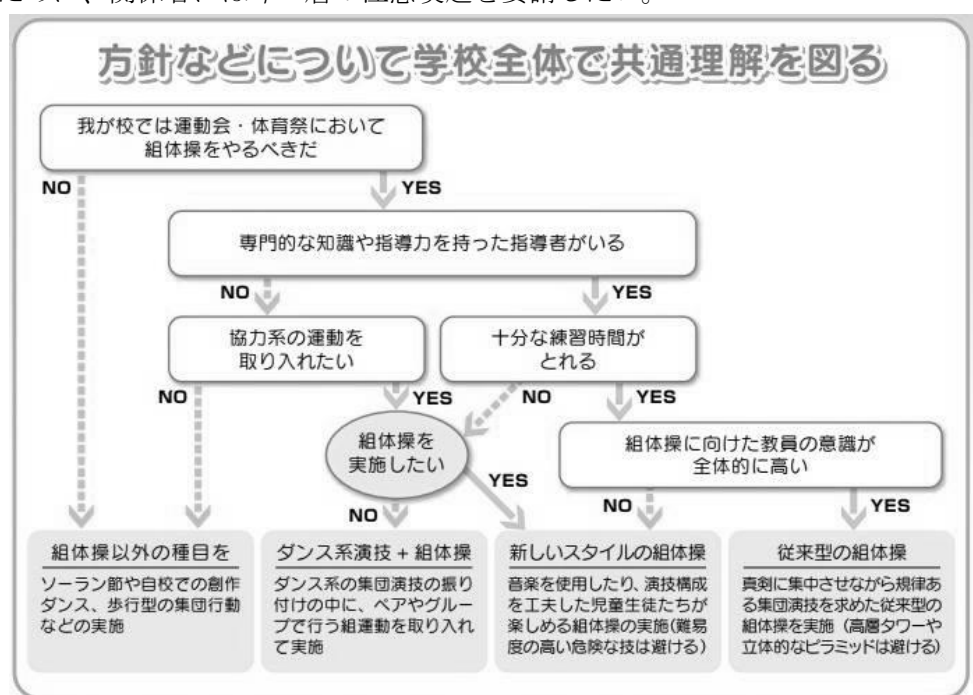 方針などについて学校全体で共通理解を図る
我が校では運動会・体育祭において
組体操をやるべきだ
NO
YES
専門的な知識や指導力を持った指導者がいる
NO
YES
協力系の運動を
取り入れたい
十分な練習時間が
とれる
NO
YES
NO
YES
組体操を
実施したい
組体操に向けた教員の意識が
全体的に高い
YES
NO
NO
YES
組体操以外の種目を
ソーラン節や自校での創作
ダンス、歩行型の集団行動
などの実施
ダンス系演技+組体操
ダンス系の集団演技の振り
付けの中に、ペアやグルー
プで行う組運動を取り入れ
て実施
新しいスタイルの組体操
音楽を使用したり、演技構成
を工夫した児童生徒たちが
楽しめる組体操の実施(難易
度の高い危険な技は避ける)
従来型の組体操
真剣に集中させながら規律あ
る集団演技を求めた従来型の
組体操を実施(高層タワーや
立体的なピラミッドは避ける)